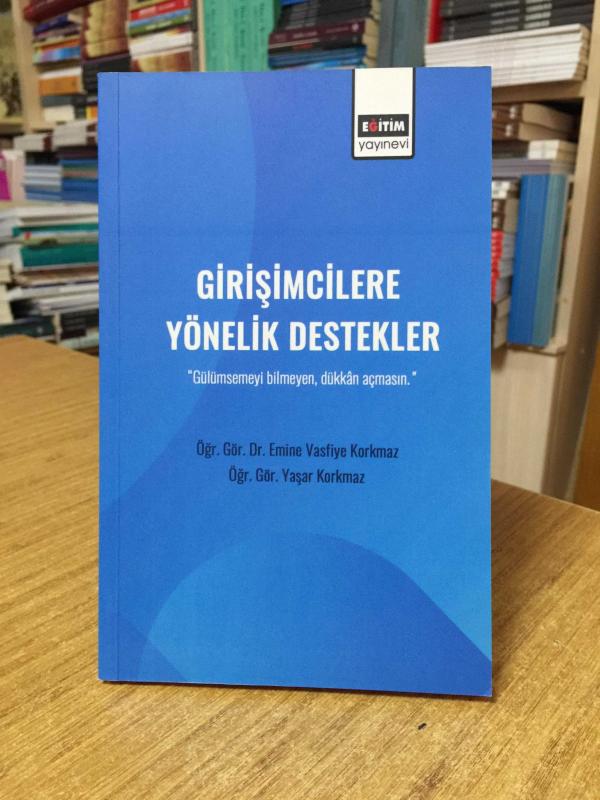 EĞİTİM
yayınevi
GİRİŞİMCİLERE
YÖNELİK DESTEKLER
"Gülümsemeyi bilmeyen, dükkân açmasın."
Öğr. Gör. Dr. Emine Vasfiye Korkmaz
Öğr. Gör. Yaşar Korkmaz